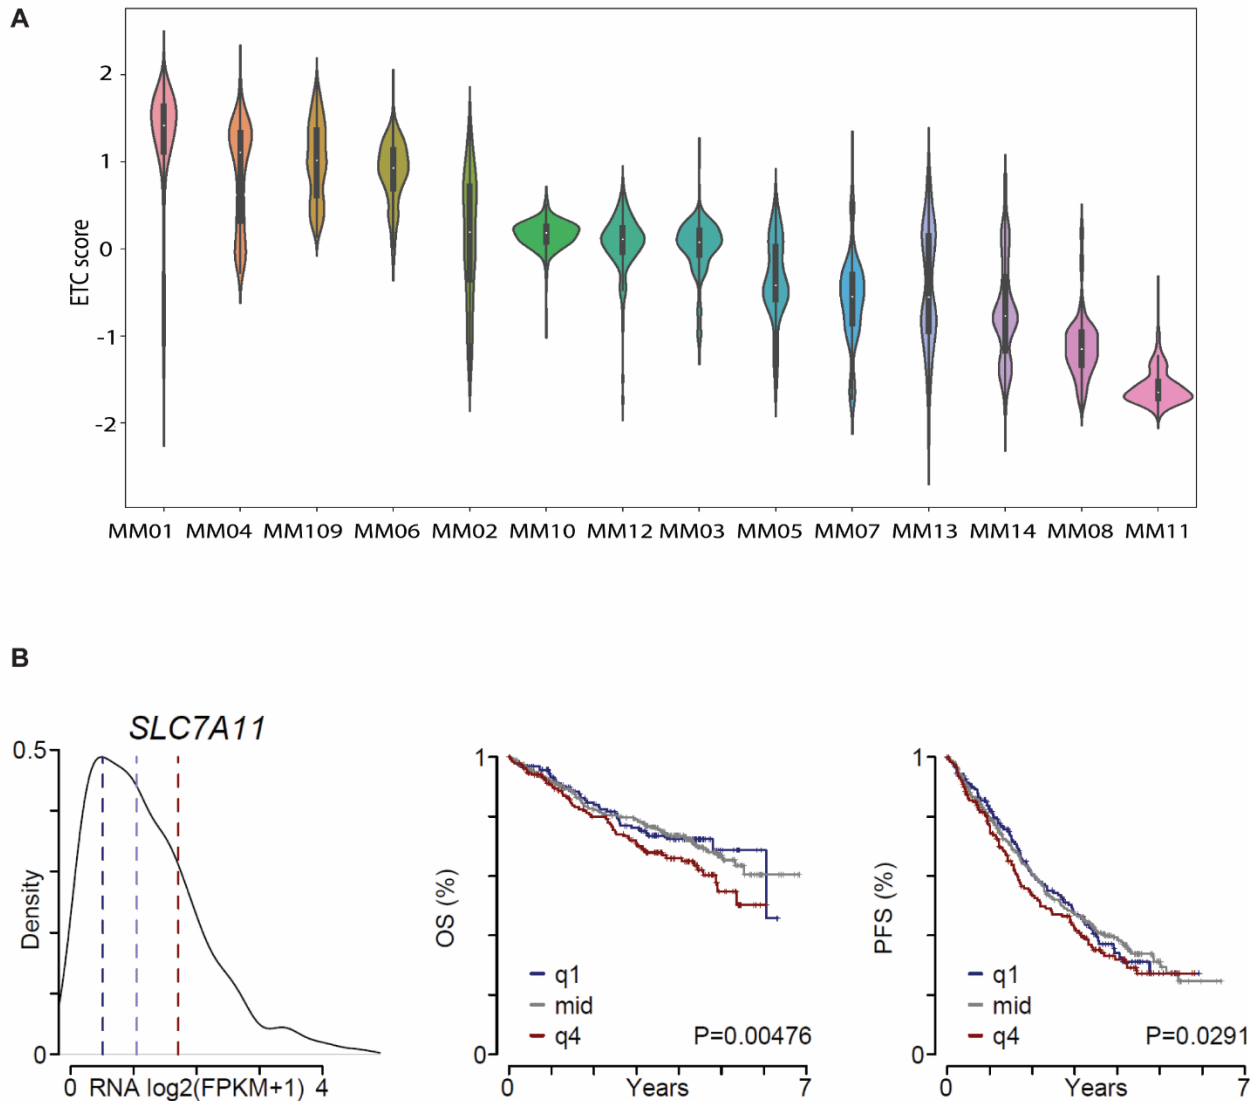 A
ETC score
2
1
0
-1
-2
MM01 MM04 MM109 MM06 MM02 MM10 MM12 MM03 MM05 MM07 MM13 MM14 MM08 MM11
B
SLC7A11
Density
0.5
0
0 RNA log2(FPKM+1) 4
OS (%)
1
0
q1
mid
q4
P=0.00476
0 Years 7
PFS (%)
1
0
q1
mid
q4
P=0.0291
0 Years 7